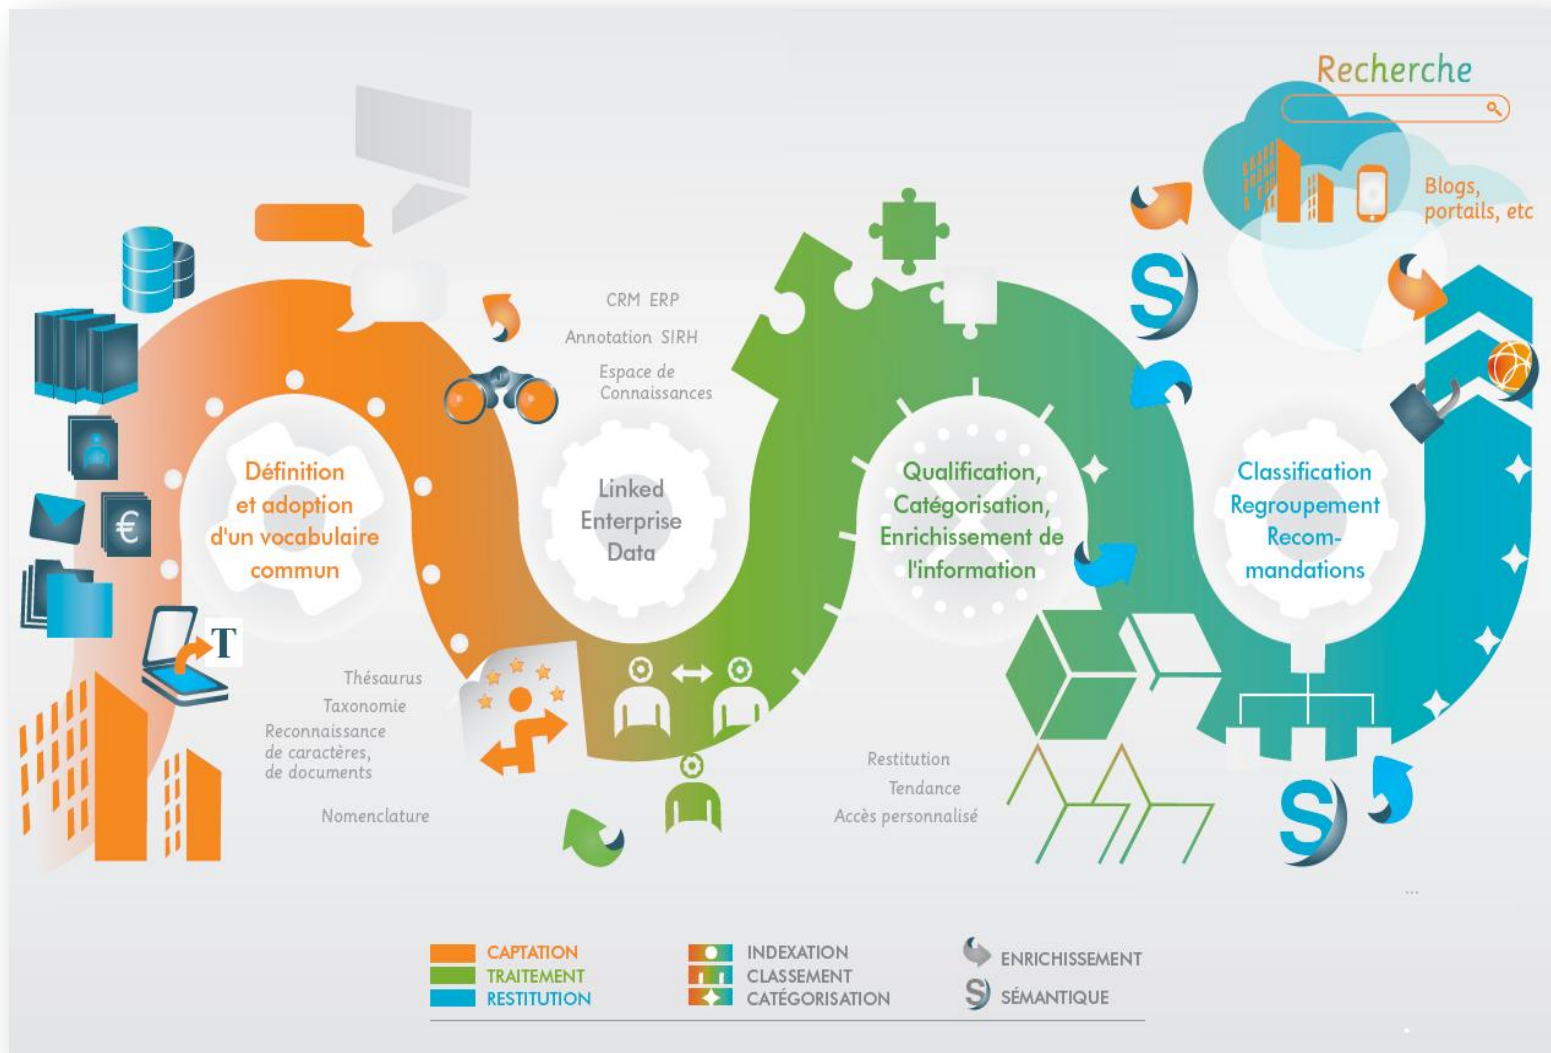 Recherche
Blogs,
portails, etc
CRM ERP
Annotation SIRH
Espace de
Connaissances
Définition
et adoption
d'un vocabulaire
commun
Linked
Enterprise
Data
Qualification,
Catégorisation,
Enrichissement de
l'information
Classification
Regroupement
Recom-
mandations
€
T
S
Thésaurus
Taxonomie
Reconnaissance
de caractères,
de documents
Nomenclature
Restitution
Tendance
Accès personnalisé
S
...
CAPTATION
TRAITEMENT
RESTITUTION
INDEXATION
CLASSEMENT
CATÉGORISATION
ENRICHISSEMENT
S SÉMANTIQUE